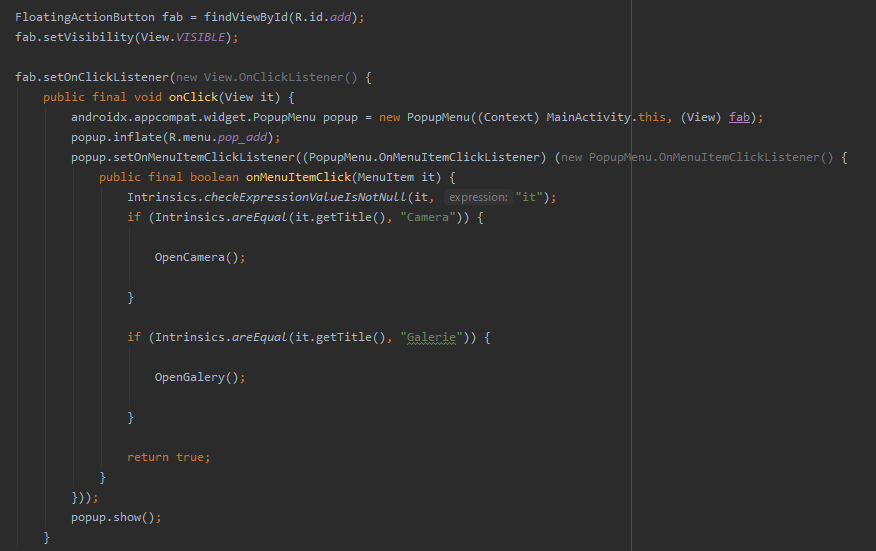 FloatingActionButton fab = findViewById(R.id.add);
fab.setVisibility(View.VISIBLE);
fab.setOnClickListener(new View.OnClickListener() {
public final void onClick(View it) {
androidx.appcompat.widget.PopupMenu popup = new PopupMenu((Context) MainActivity.this, (View) fab);
popup.inflate(R.menu.pop_add);
popup.setOnMenuItemClickListener((PopupMenu.OnMenuItemClickListener) (new PopupMenu.OnMenuItemClickListener() {
public final boolean onMenuItemClick(MenuItem it) {
Intrinsics.checkExpressionValueIsNotNull(it, expression: "it");
if (Intrinsics.areEqual(it.getTitle(), "Camera")) {
OpenCamera();
}
if (Intrinsics.areEqual(it.getTitle(), "Galerie")) {
OpenGalery();
}
return true;
}
}));
popup.show();
}